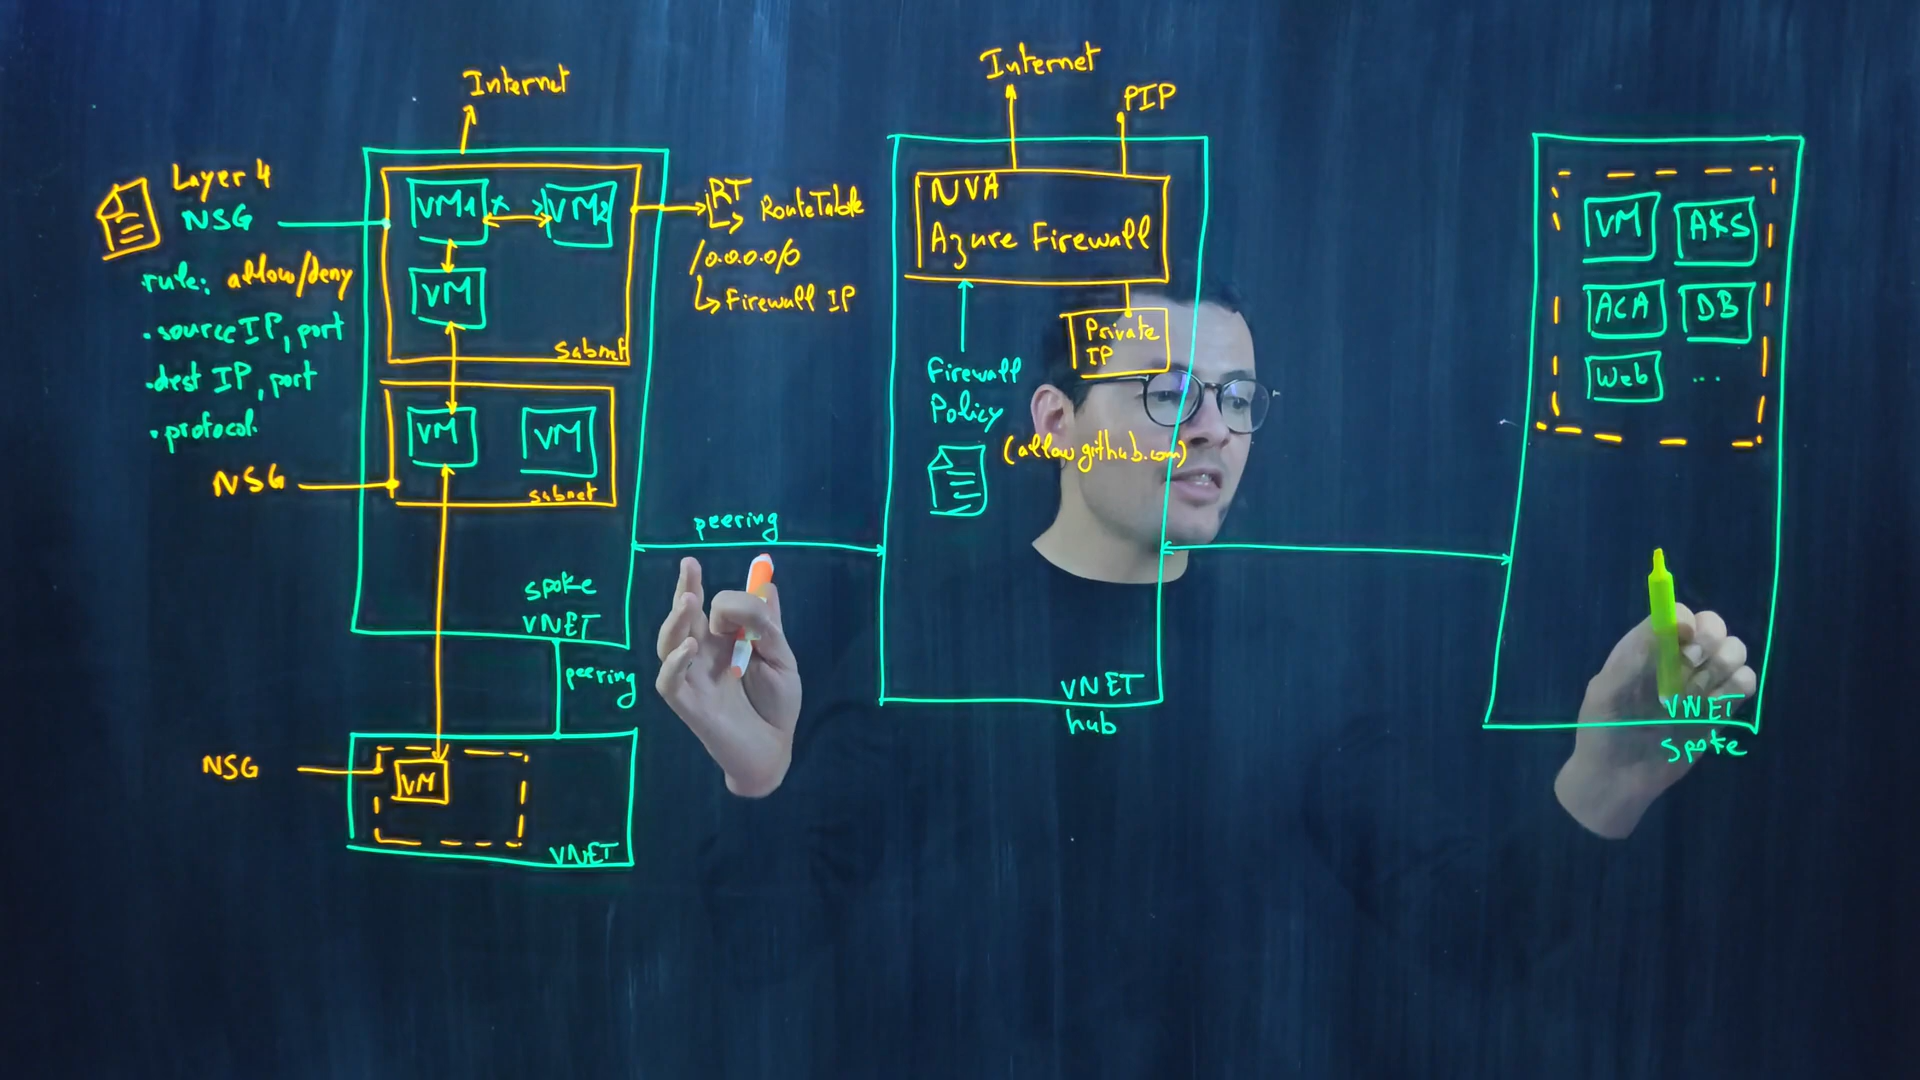 Internet
Layer 4
NSG
rule: allow/deny
. source IP, port
. dest IP, port
. protocol
NSG
NSG
VM1
VM2
VM
subnet
VM
VM
subnet
spoke
VNET
peering
VM
VNET
RT
RouteTable
/0.0.0.0/0
Firewall IP
peering
Internet
PIP
NVA
Azure Firewall
Private
IP
Firewall
Policy
(allow github.com)
VNET
hub
VM
AKS
ACA
DB
Web
...
VNET
spoke